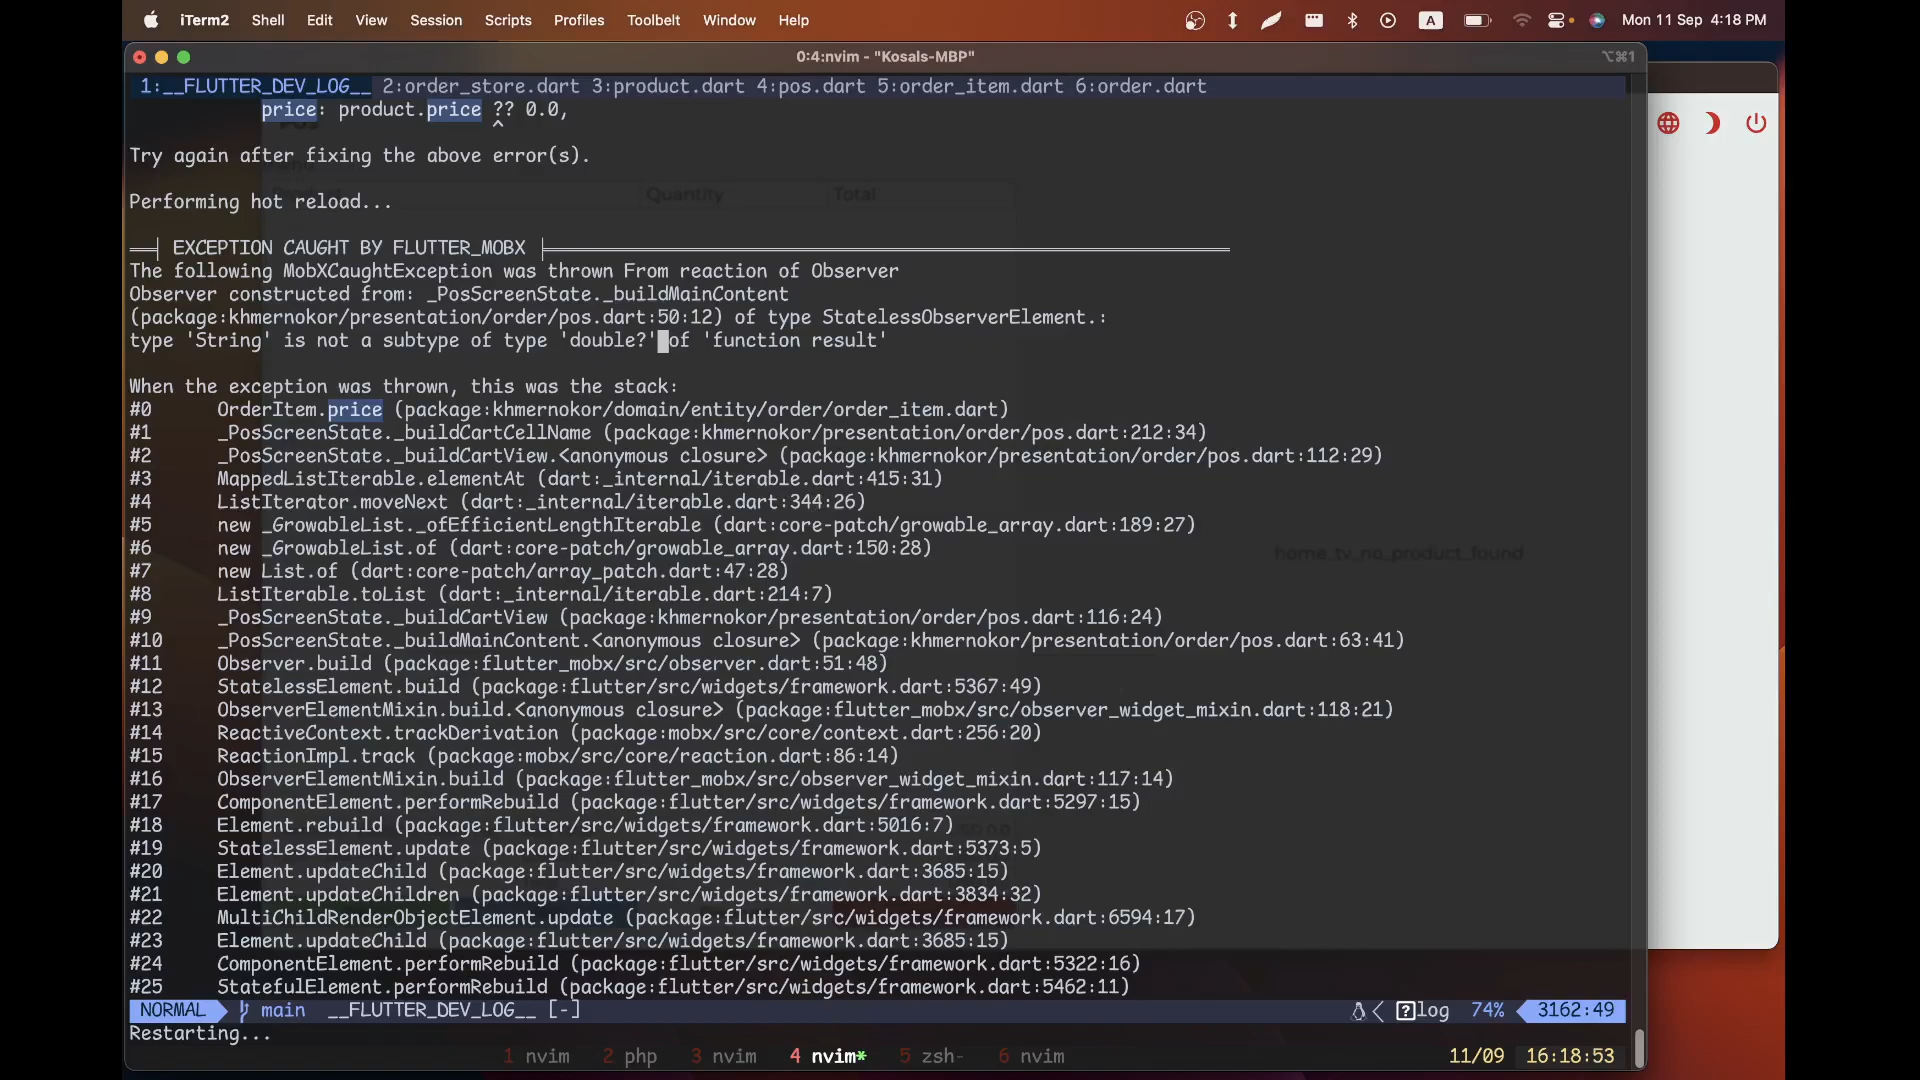 iTerm2 Shell Edit View Session Scripts Profiles Toolbelt Window Help A Mon 11 Sep 4:18 PM
0:4:nvim - "Kosals-MBP" ⌥⌘1
1:__FLUTTER_DEV_LOG__ 2:order_store.dart 3:product.dart 4:pos.dart 5:order_item.dart 6:order.dart
price: product.price ?? 0.0,
^
Try again after fixing the above error(s).
Quantity Total
Performing hot reload...
══╡ EXCEPTION CAUGHT BY FLUTTER_MOBX ╞══
The following MobXCaughtException was thrown From reaction of Observer
Observer constructed from: _PosScreenState._buildMainContent
(package:khmernokor/presentation/order/pos.dart:50:12) of type StatelessObserverElement.:
type 'String' is not a subtype of type 'double?' of 'function result'
When the exception was thrown, this was the stack:
#0 OrderItem.price (package:khmernokor/domain/entity/order/order_item.dart)
#1 _PosScreenState._buildCartCellName (package:khmernokor/presentation/order/pos.dart:212:34)
#2 _PosScreenState._buildCartView.<anonymous closure> (package:khmernokor/presentation/order/pos.dart:112:29)
#3 MappedListIterable.elementAt (dart:_internal/iterable.dart:415:31)
#4 ListIterator.moveNext (dart:_internal/iterable.dart:344:26)
#5 new _GrowableList._ofEfficientLengthIterable (dart:core-patch/growable_array.dart:189:27)
#6 new _GrowableList.of (dart:core-patch/growable_array.dart:150:28)
home_tv_no_product_found
#7 new List.of (dart:core-patch/array_patch.dart:47:28)
#8 ListIterable.toList (dart:_internal/iterable.dart:214:7)
#9 _PosScreenState._buildCartView (package:khmernokor/presentation/order/pos.dart:116:24)
#10 _PosScreenState._buildMainContent.<anonymous closure> (package:khmernokor/presentation/order/pos.dart:63:41)
#11 Observer.build (package:flutter_mobx/src/observer.dart:51:48)
#12 StatelessElement.build (package:flutter/src/widgets/framework.dart:5367:49)
#13 ObserverElementMixin.build.<anonymous closure> (package:flutter_mobx/src/observer_widget_mixin.dart:118:21)
#14 ReactiveContext.trackDerivation (package:mobx/src/core/context.dart:256:20)
#15 ReactionImpl.track (package:mobx/src/core/reaction.dart:86:14)
#16 ObserverElementMixin.build (package:flutter_mobx/src/observer_widget_mixin.dart:117:14)
#17 ComponentElement.performRebuild (package:flutter/src/widgets/framework.dart:5297:15)
#18 Element.rebuild (package:flutter/src/widgets/framework.dart:5016:7)
#19 StatelessElement.update (package:flutter/src/widgets/framework.dart:5373:5)
#20 Element.updateChild (package:flutter/src/widgets/framework.dart:3685:15)
#21 Element.updateChildren (package:flutter/src/widgets/framework.dart:3834:32)
#22 MultiChildRenderObjectElement.update (package:flutter/src/widgets/framework.dart:6594:17)
#23 Element.updateChild (package:flutter/src/widgets/framework.dart:3685:15)
#24 ComponentElement.performRebuild (package:flutter/src/widgets/framework.dart:5322:16)
#25 StatefulElement.performRebuild (package:flutter/src/widgets/framework.dart:5462:11)
NORMAL main __FLUTTER_DEV_LOG__ [-] log 74% 3162:49
Restarting...
1 nvim 2 php 3 nvim 4 nvim* 5 zsh- 6 nvim 11/09 16:18:53